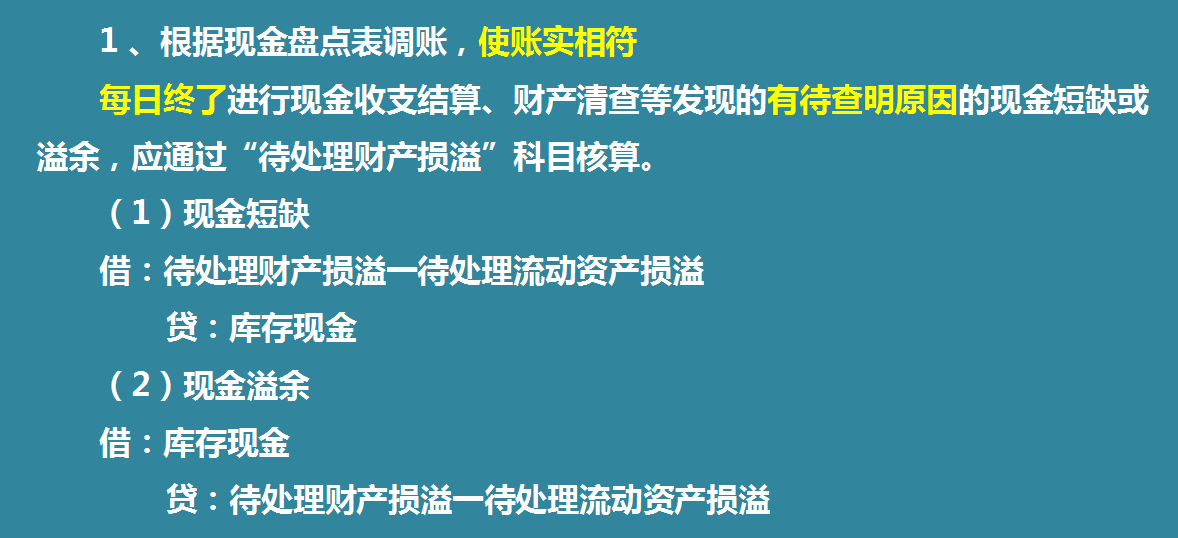 1、根据现金盘点表调账，使账实相符
每日终了进行现金收支结算、财产清查等发现的有待查明原因的现金短缺或
溢余，应通过“待处理财产损溢”科目核算。
（1）现金短缺
借：待处理财产损溢一待处理流动资产损溢
贷：库存现金
（2）现金溢余
借：库存现金
贷：待处理财产损溢一待处理流动资产损溢